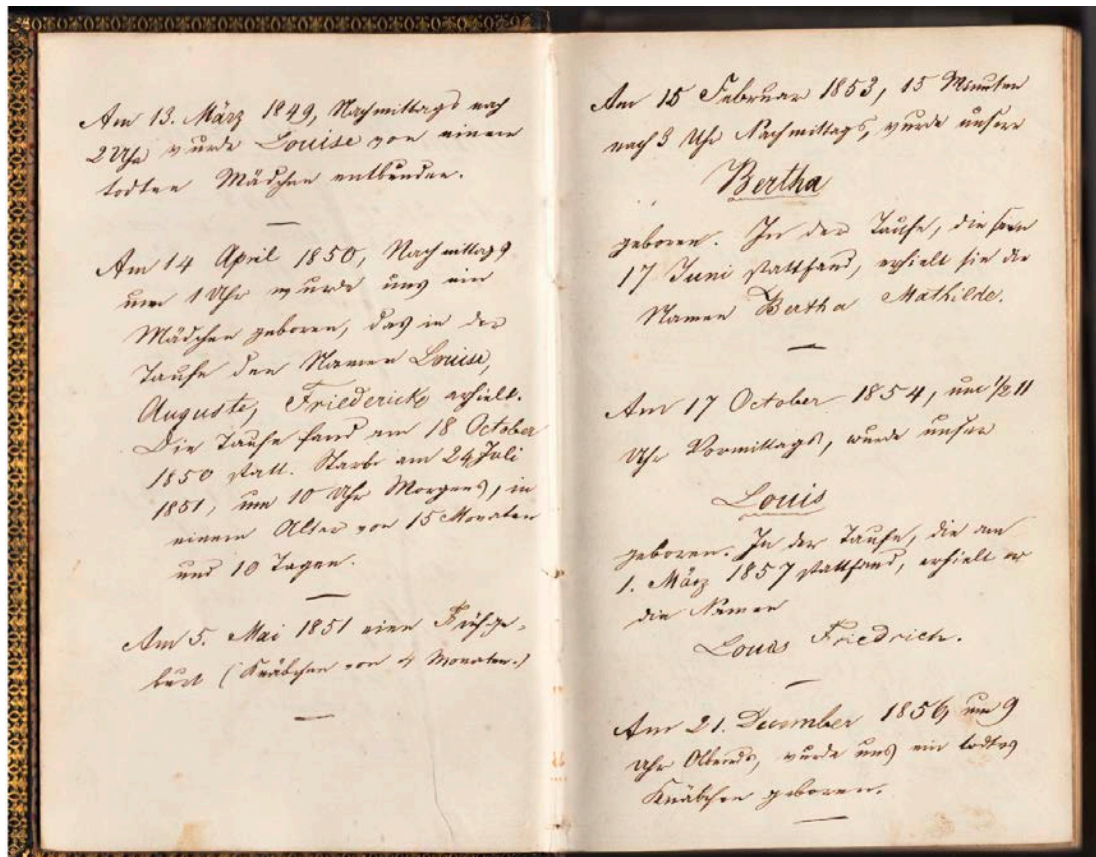 Am 13. März 1849, Nachmittags nach
2 Uhr wurde Louise von einem
todten Mädchen entbunden.
Am 14 April 1850, Nachmittags
um 1 Uhr wurde uns ein
Mädchen geboren, das in der
Taufe den Namen Louise,
Auguste, Friedericke erhielt.
Die Taufe fand am 18 October
1850 statt. Starb am 24 Juli
1851, um 10 Uhr Morgens, in
einem Alter von 15 Monaten
und 10 Tagen.
Am 5. Mai 1851 eine Frühge-
burt (Knäbchen von 4 Monaten.)
Am 15 Februar 1853, 15 Minuten
nach 3 Uhr Nachmittags, wurde unsere
Bertha
geboren. In der Taufe, die
17 Juni stattfand, erhielt sie die
Namen Bertha Mathilde.
Am 17 October 1854, um 1/2 11
Uhr Vormittags, wurde unser
Louis
geboren. In der Taufe, die am
1. März 1857 stattfand, erhielt er
die Namen
Louis Friedrich.
Am 21. December 1856, um 9
Uhr Abends, wurde uns ein todtes
Knäbchen geboren.